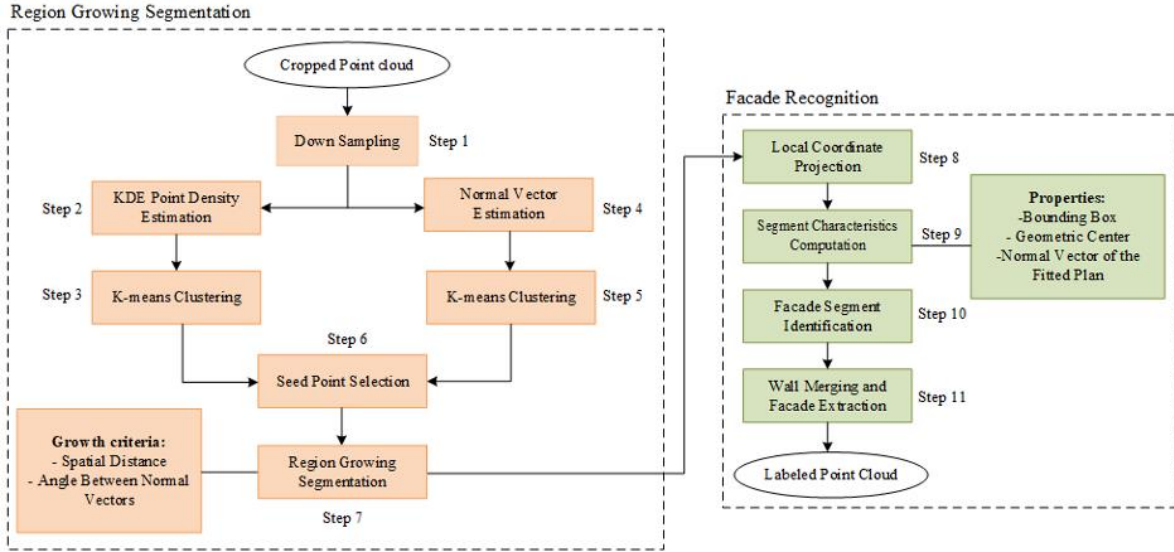 Region Growing Segmentation
Cropped Point cloud
Down Sampling
Step 1
Step 2
KDE Point Density
Estimation
Normal Vector
Estimation
Step 4
Step 3
K-means Clustering
K-means Clustering
Step 5
Step 6
Seed Point Selection
Growth criteria:
- Spatial Distance
- Angle Between Normal
Vectors
Region Growing
Segmentation
Step 7
Facade Recognition
Local Coordinate
Projection
Step 8
Segment Characteristics
Computation
Step 9
Properties:
-Bounding Box
- Geometric Center
-Normal Vector of the
Fitted Plan
Facade Segment
Identification
Step 10
Wall Merging and
Facade Extraction
Step 11
Labeled Point Cloud